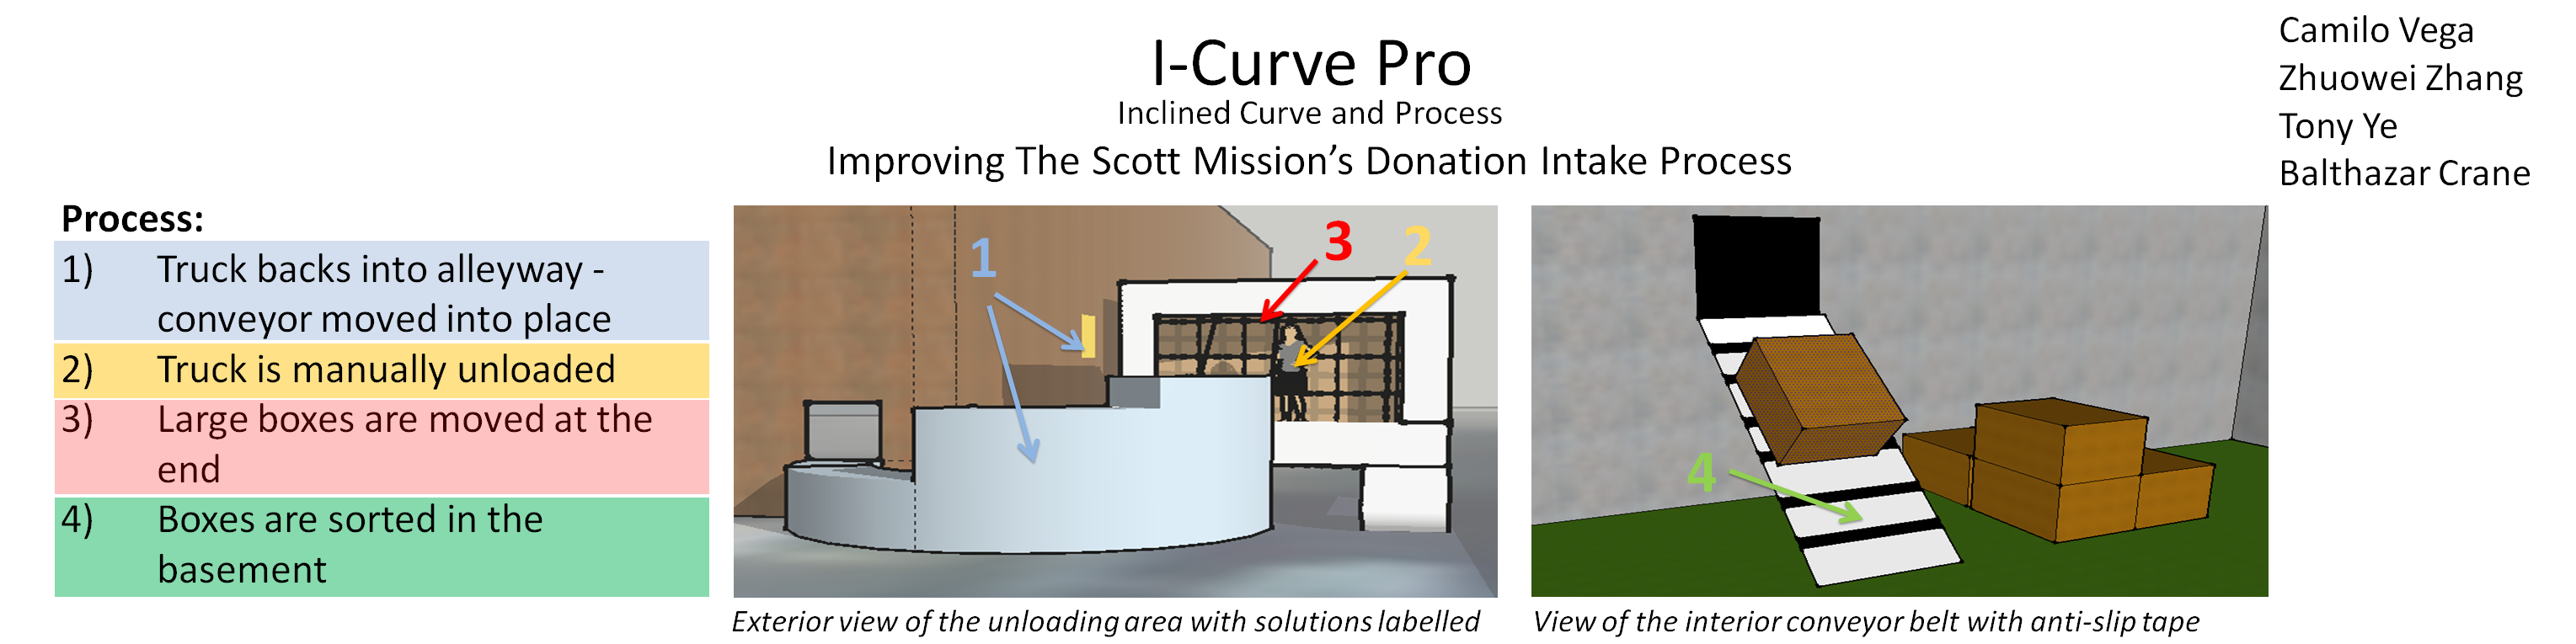 I-Curve Pro
Inclined Curve and Process
Improving The Scott Mission’s Donation Intake Process
Camilo Vega
Zhuowei Zhang
Tony Ye
Balthazar Crane
Process:
1) Truck backs into alleyway -
conveyor moved into place
2) Truck is manually unloaded
3) Large boxes are moved at the
end
4) Boxes are sorted in the
basement
1
3
2
Exterior view of the unloading area with solutions labelled
4
View of the interior conveyor belt with anti-slip tape